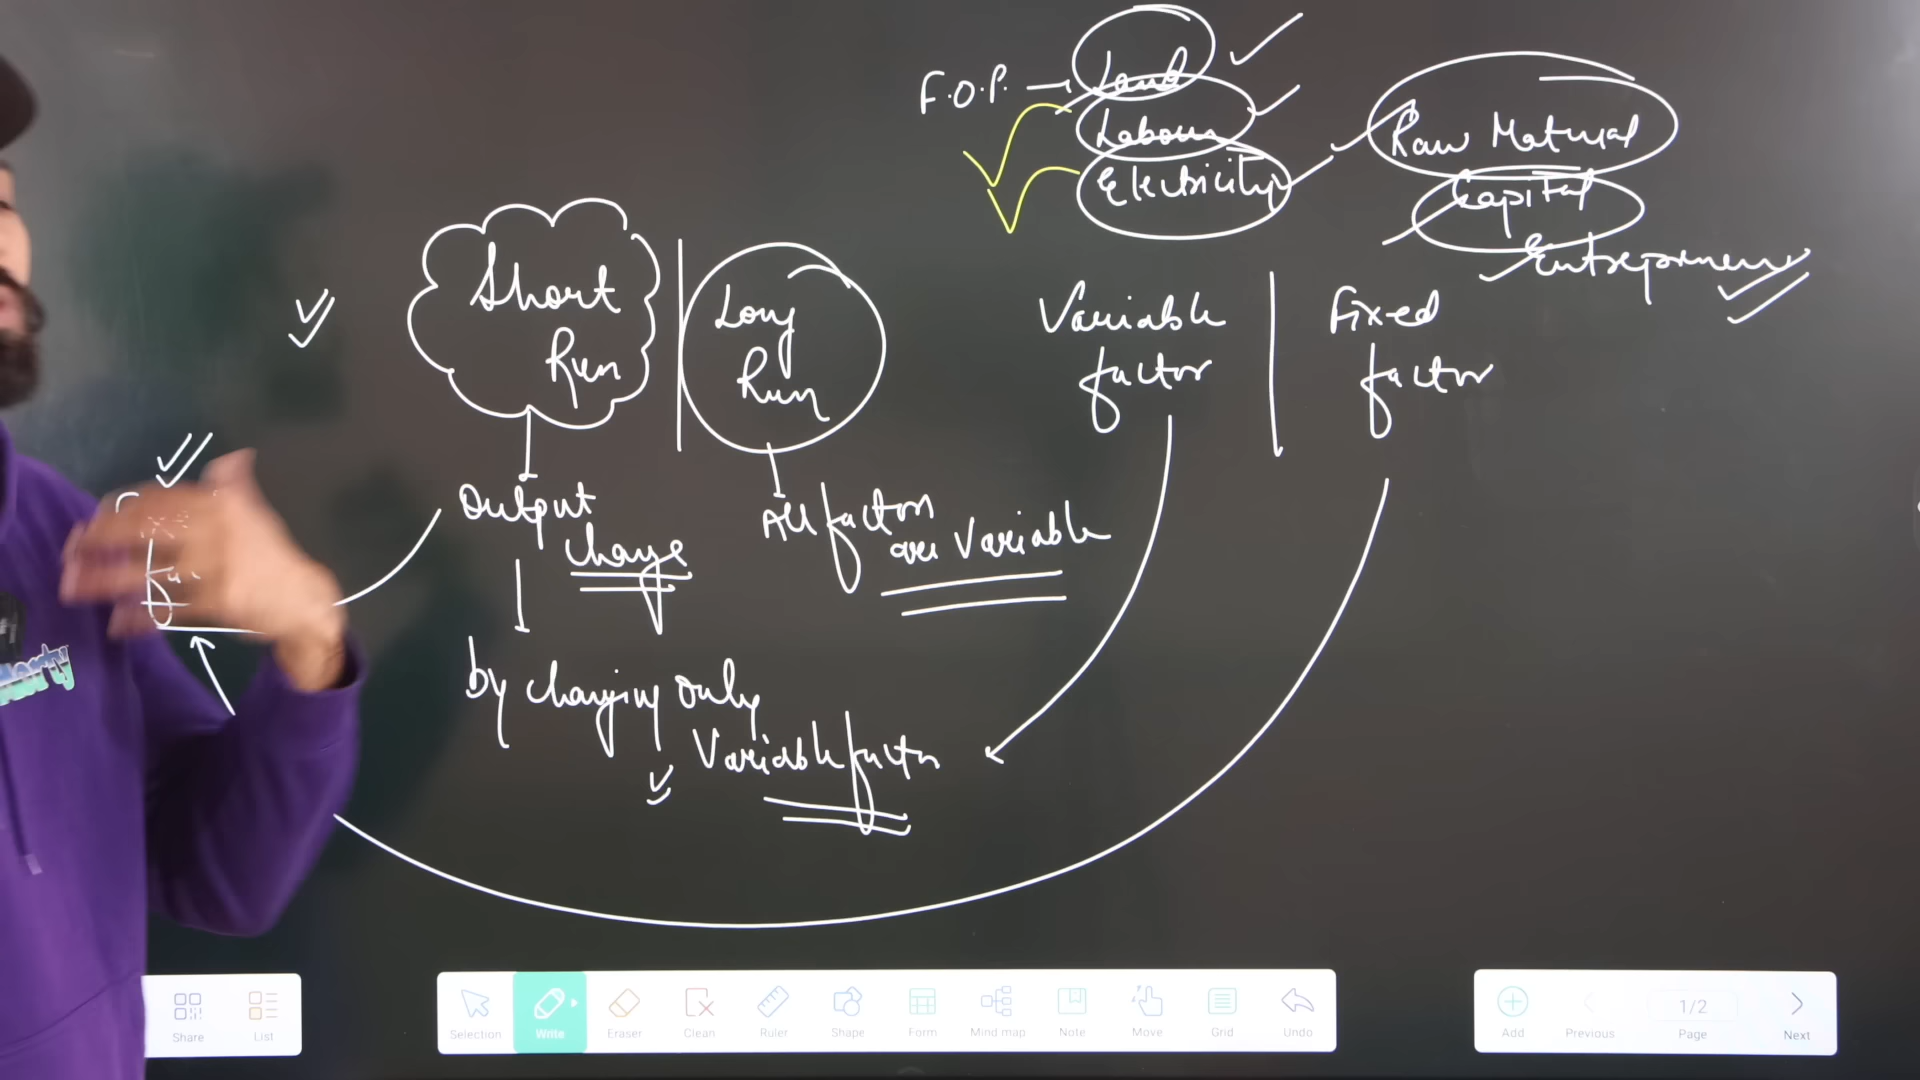 F.O.P. → Land
Labour
Electricity
Raw Material
Capital
Entrepreneur
Short
Run
Long
Run
Variable
factor
Fixed
factor
Output
Change
All factors
are Variable
by changing only
Variable factor
Share
List
Selection
Write
Eraser
Clean
Ruler
Shape
Form
Mind map
Note
Move
Grid
Undo
Add
Previous
1/2
Page
Next